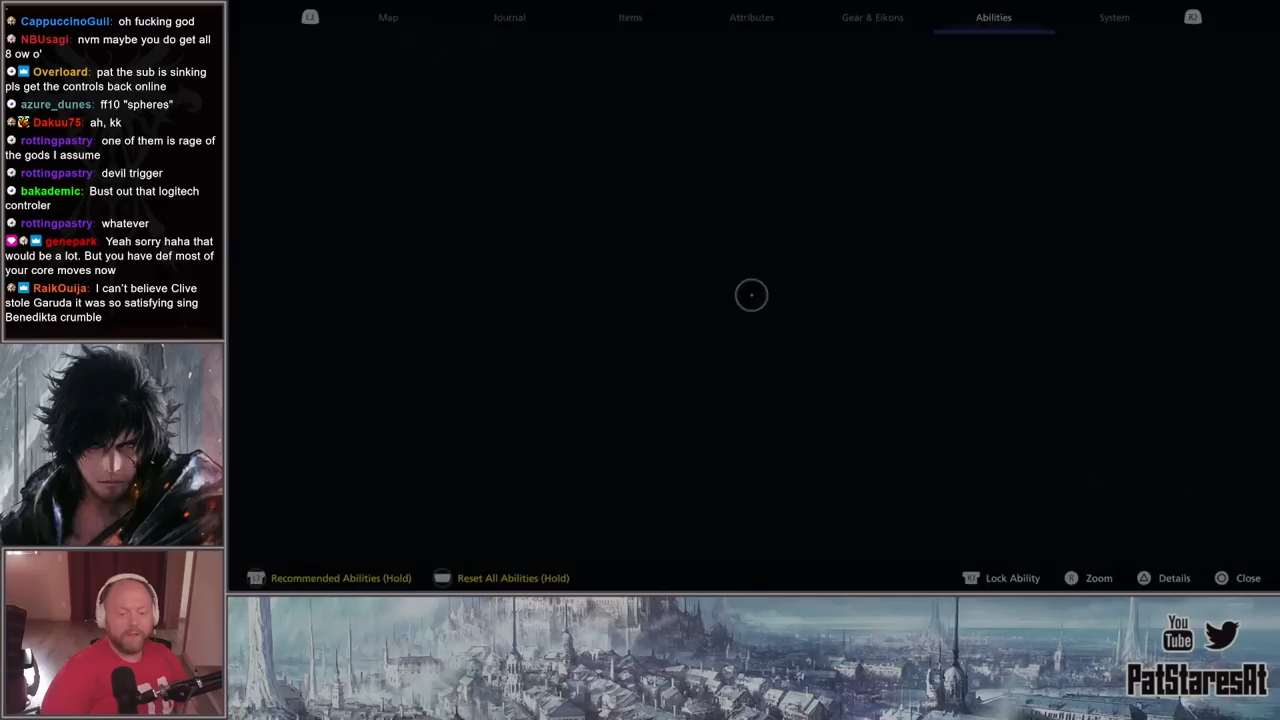 CappuccinoGuil: oh fucking god
NBUsagi: nvm maybe you do get all
8 ow o'
Overloard: pat the sub is sinking
pls get the controls back online
azure_dunes: ff10 "spheres"
Dakuu75: ah, kk
rottingpastry: one of them is rage of
the gods I assume
rottingpastry: devil trigger
bakademic: Bust out that logitech
controler
rottingpastry: whatever
genepark: Yeah sorry haha that
would be a lot. But you have def most of
your core moves now
RaikOuija: I can't believe Clive
stole Garuda it was so satisfying sing
Benedikta crumble
Map Journal Items Attributes Gear & Eikons Abilities System R2
Recommended Abilities (Hold) Reset All Abilities (Hold) Lock Ability R Zoom Details Close
You
Tube
PatStaresAt